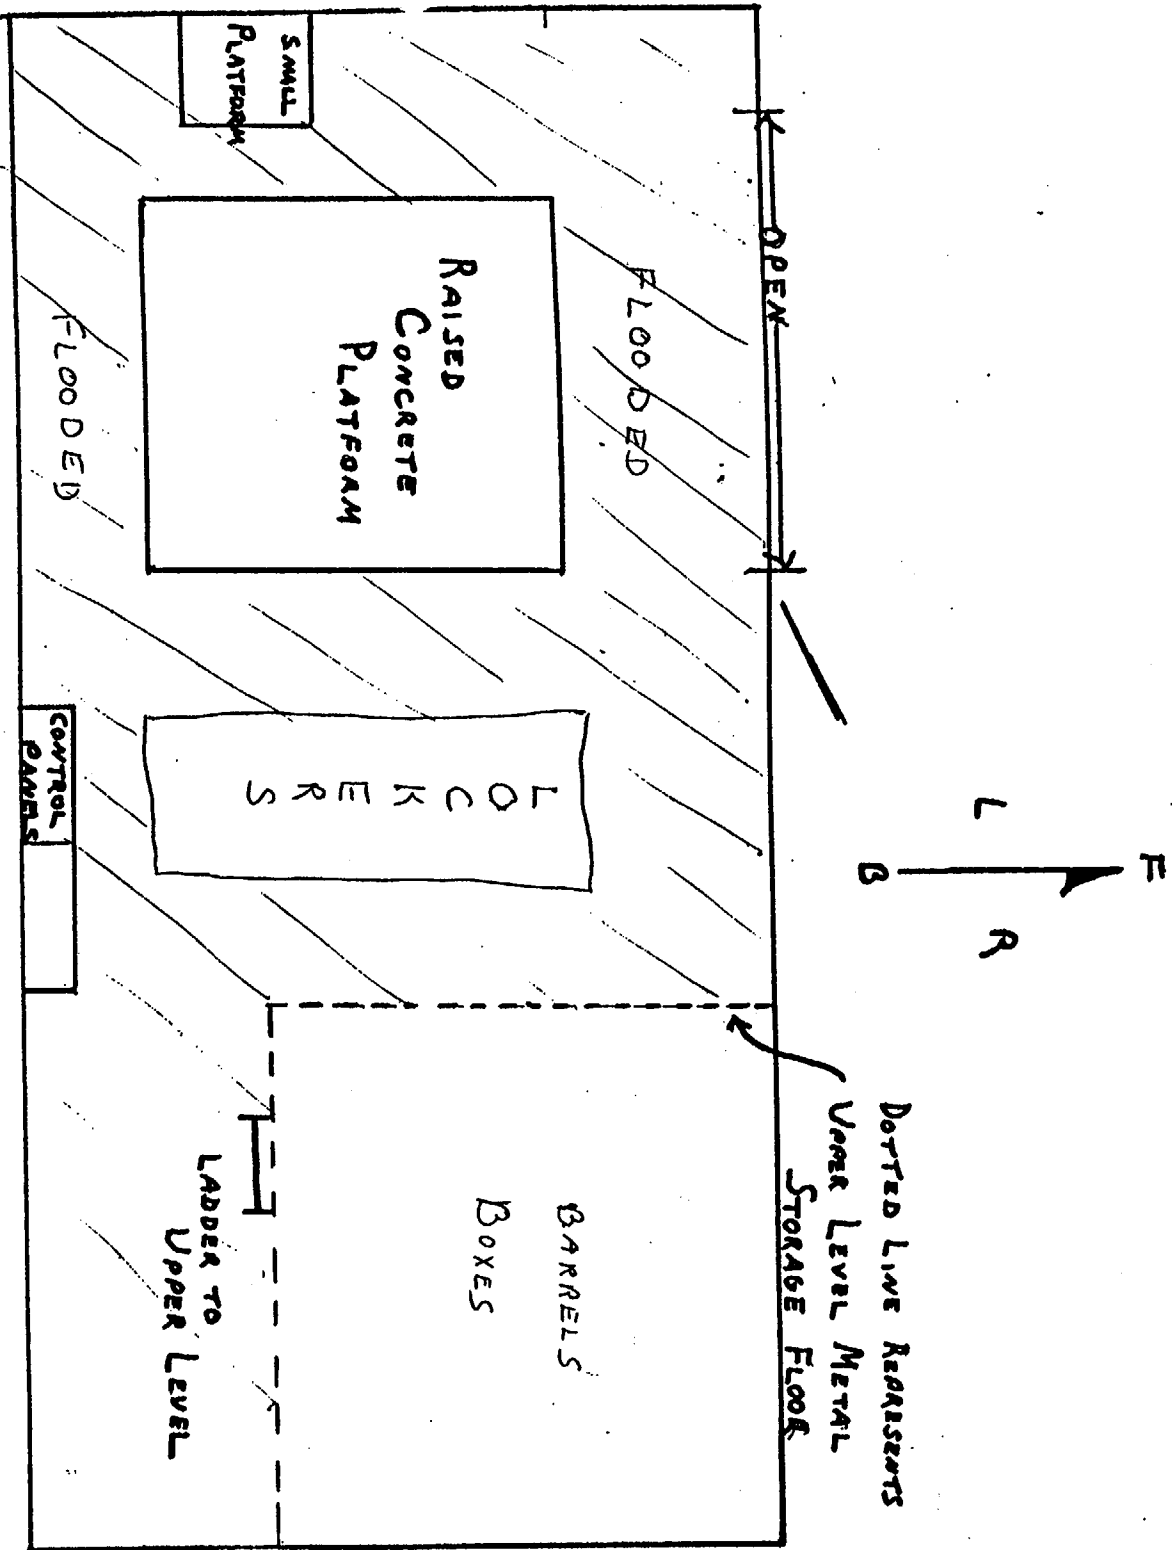 SMALL
PLATFORM
OPEN
FLOODED
RAISED
CONCRETE
PLATFORM
FLOODED
LOCKERS
CONTROL
PANELS
F
L
R
B
DOTTED LINE REPRESENTS
UPPER LEVEL METAL
STORAGE FLOOR
BARRELS
BOXES
LADDER TO
UPPER LEVEL